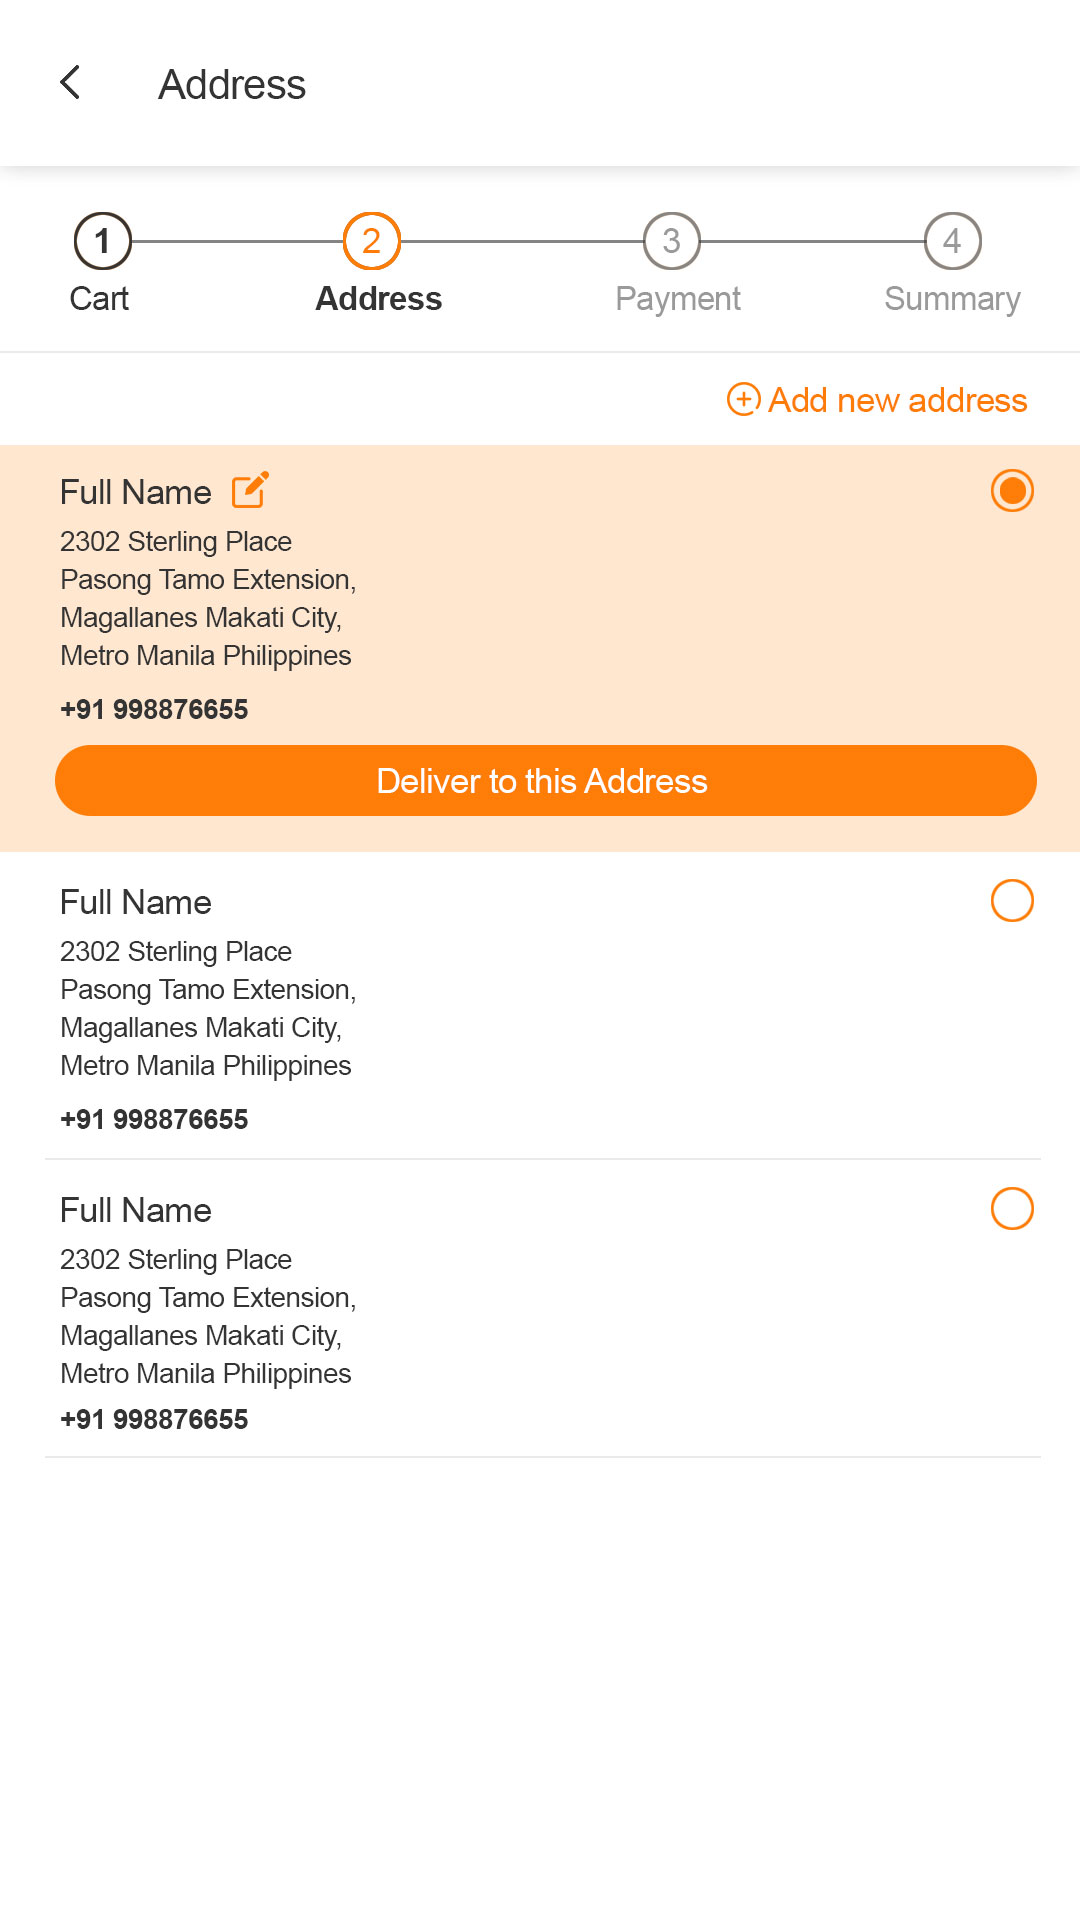 Address
1 2 3 4
Cart Address Payment Summary
Add new address
Full Name
2302 Sterling Place
Pasong Tamo Extension,
Magallanes Makati City,
Metro Manila Philippines
+91 998876655
Deliver to this Address
Full Name
2302 Sterling Place
Pasong Tamo Extension,
Magallanes Makati City,
Metro Manila Philippines
+91 998876655
Full Name
2302 Sterling Place
Pasong Tamo Extension,
Magallanes Makati City,
Metro Manila Philippines
+91 998876655